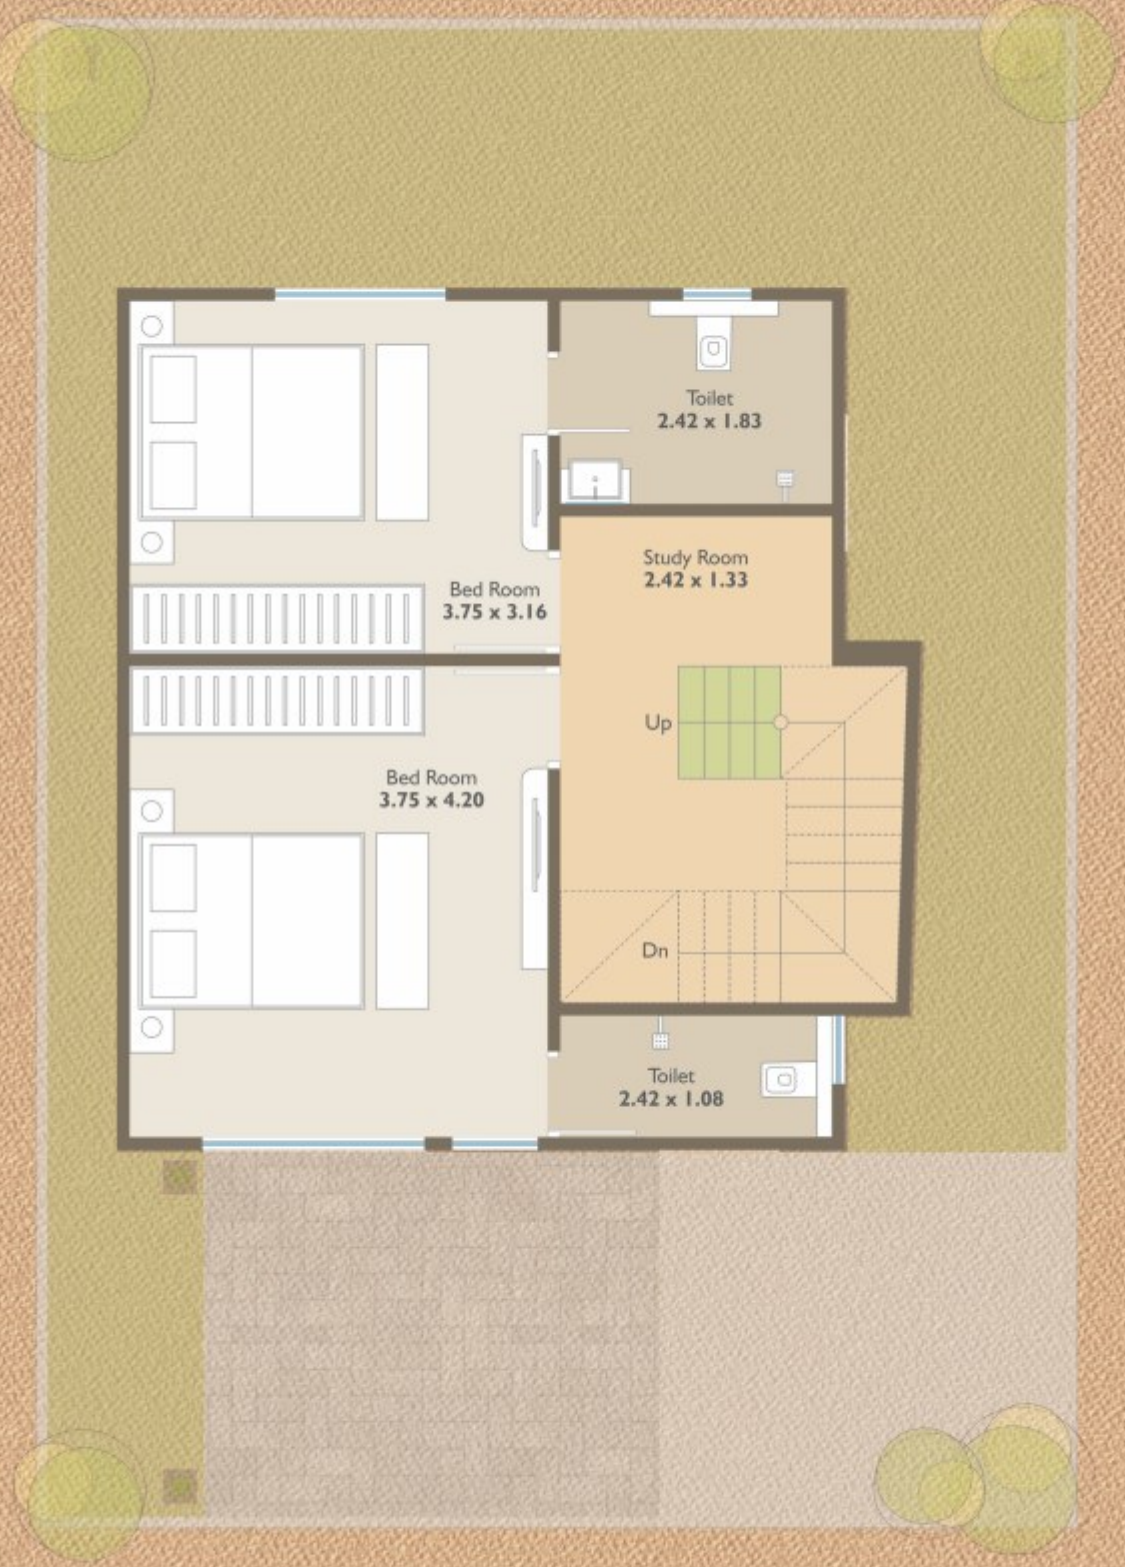 Toilet
2.42 x 1.83
Study Room
2.42 x 1.33
Bed Room
3.75 x 3.16
Up
Bed Room
3.75 x 4.20
Dn
Toilet
2.42 x 1.08